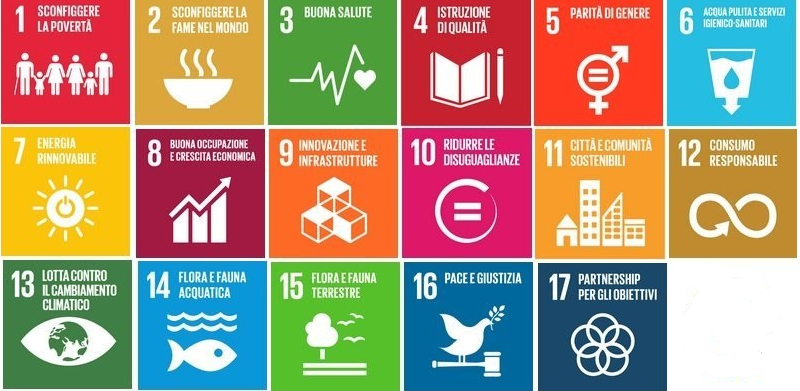 1 SCONFIGGERE
LA POVERTÀ
2 SCONFIGGERE LA
FAME NEL MONDO
3 BUONA SALUTE
4 ISTRUZIONE
DI QUALITÀ
5 PARITÀ DI GENERE
6 ACQUA PULITA E SERVIZI
IGIENICO-SANITARI
7 ENERGIA
RINNOVABILE
8 BUONA OCCUPAZIONE
E CRESCITA ECONOMICA
9 INNOVAZIONE E
INFRASTRUTTURE
10 RIDURRE LE
DISUGUAGLIANZE
11 CITTÀ E COMUNITÀ
SOSTENIBILI
12 CONSUMO
RESPONSABILE
13 LOTTA CONTRO
IL CAMBIAMENTO
CLIMATICO
14 FLORA E FAUNA
ACQUATICA
15 FLORA E FAUNA
TERRESTRE
16 PACE E GIUSTIZIA
17 PARTNERSHIP
PER GLI OBIETTIVI